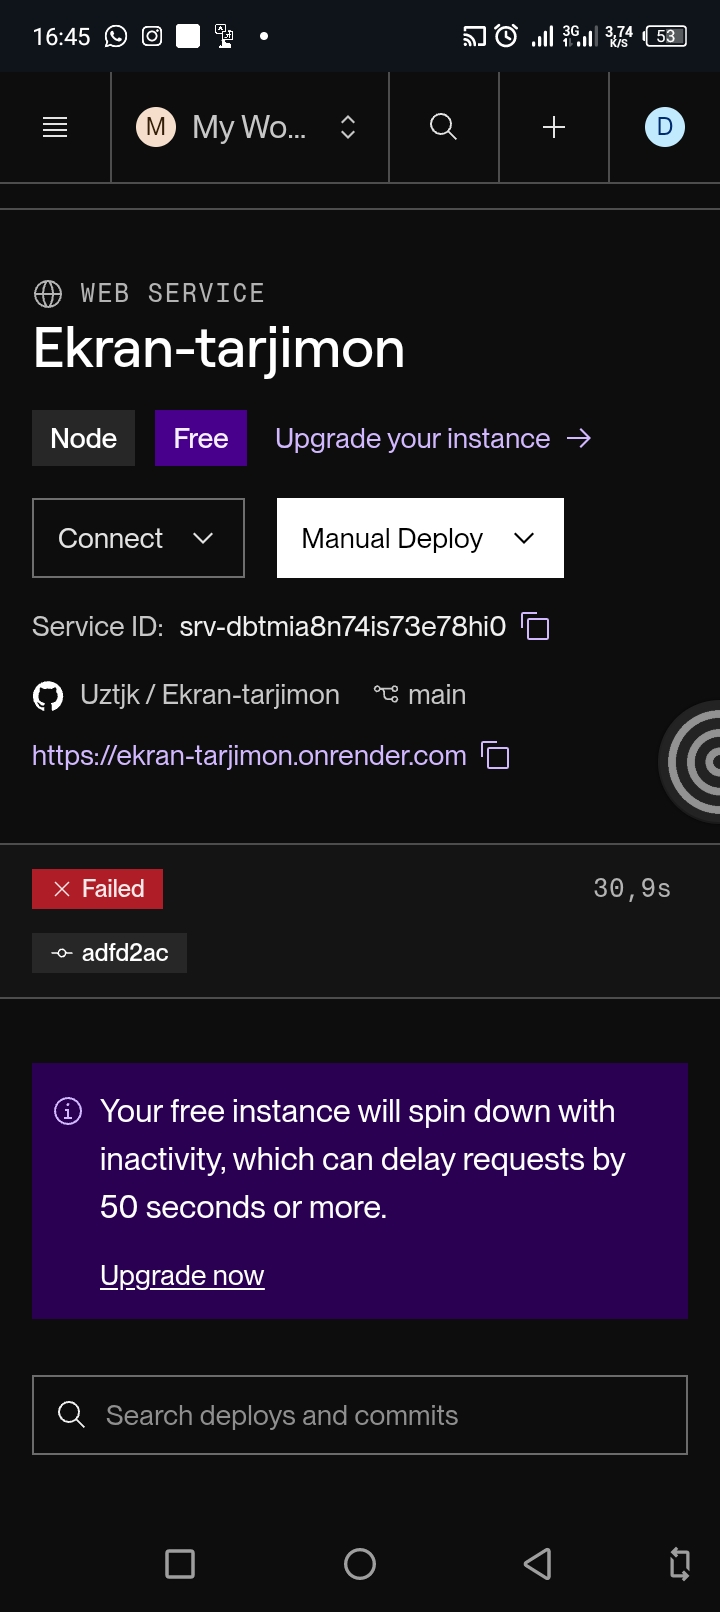 16:45
3G
3,74
K/S
53
M My Wo...
D
WEB SERVICE
Ekran-tarjimon
Node Free Upgrade your instance →
Connect Manual Deploy
Service ID: srv-dbtmia8n74is73e78hi0
Uztjk / Ekran-tarjimon main
https://ekran-tarjimon.onrender.com
Failed 30,9s
adfd2ac
Your free instance will spin down with
inactivity, which can delay requests by
50 seconds or more.
Upgrade now
Search deploys and commits